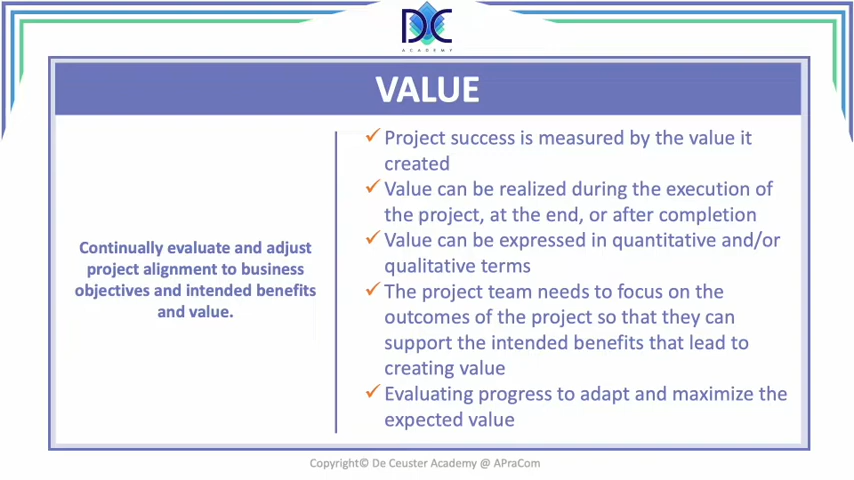 DC
ACADEMY
VALUE
Continually evaluate and adjust
project alignment to business
objectives and intended benefits
and value.
✓ Project success is measured by the value it
created
✓ Value can be realized during the execution of
the project, at the end, or after completion
✓ Value can be expressed in quantitative and/or
qualitative terms
✓ The project team needs to focus on the
outcomes of the project so that they can
support the intended benefits that lead to
creating value
✓ Evaluating progress to adapt and maximize the
expected value
Copyright© De Ceuster Academy @ APraCom